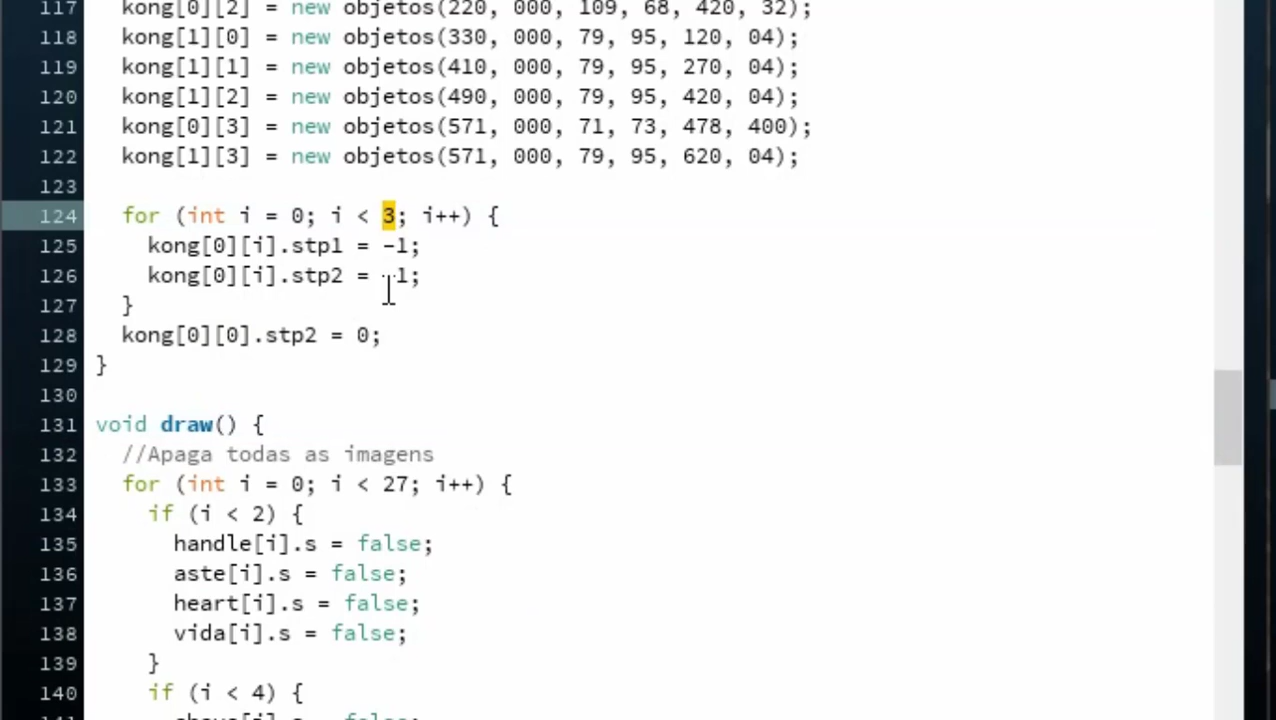 117 kong[0][2] = new objetos(220, 000, 109, 68, 420, 32);
118 kong[1][0] = new objetos(330, 000, 79, 95, 120, 04);
119 kong[1][1] = new objetos(410, 000, 79, 95, 270, 04);
120 kong[1][2] = new objetos(490, 000, 79, 95, 420, 04);
121 kong[0][3] = new objetos(571, 000, 71, 73, 478, 400);
122 kong[1][3] = new objetos(571, 000, 79, 95, 620, 04);
123
124 for (int i = 0; i < 3; i++) {
125 kong[0][i].stp1 = -1;
126 kong[0][i].stp2 = -1;
127 }
128 kong[0][0].stp2 = 0;
129 }
130
131 void draw() {
132 //Apaga todas as imagens
133 for (int i = 0; i < 27; i++) {
134 if (i < 2) {
135 handle[i].s = false;
136 aste[i].s = false;
137 heart[i].s = false;
138 vida[i].s = false;
139 }
140 if (i < 4) {